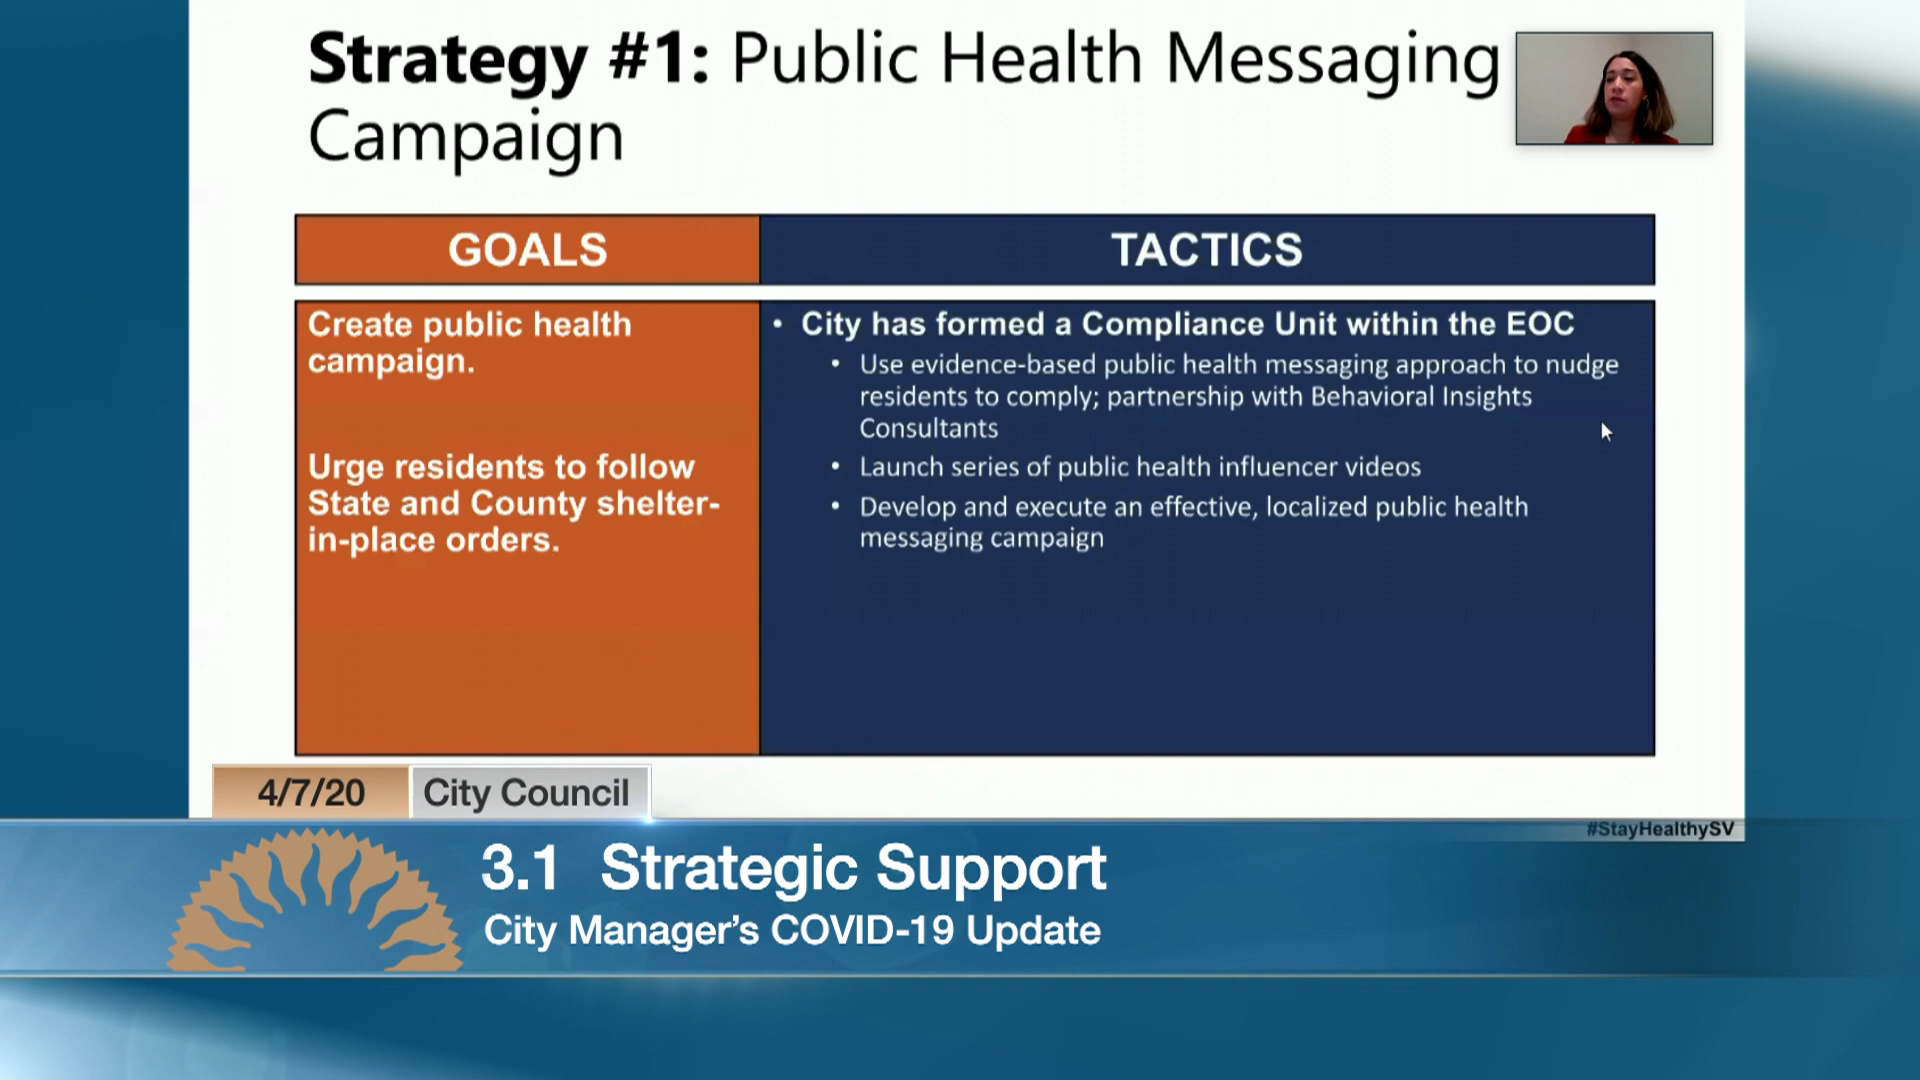 Strategy #1: Public Health Messaging
Campaign
GOALS
TACTICS
Create public health
campaign.
Urge residents to follow
State and County shelter-
in-place orders.
• City has formed a Compliance Unit within the EOC
• Use evidence-based public health messaging approach to nudge
residents to comply; partnership with Behavioral Insights
Consultants
• Launch series of public health influencer videos
• Develop and execute an effective, localized public health
messaging campaign
4/7/20
City Council
#StayHealthySV
3.1 Strategic Support
City Manager's COVID-19 Update